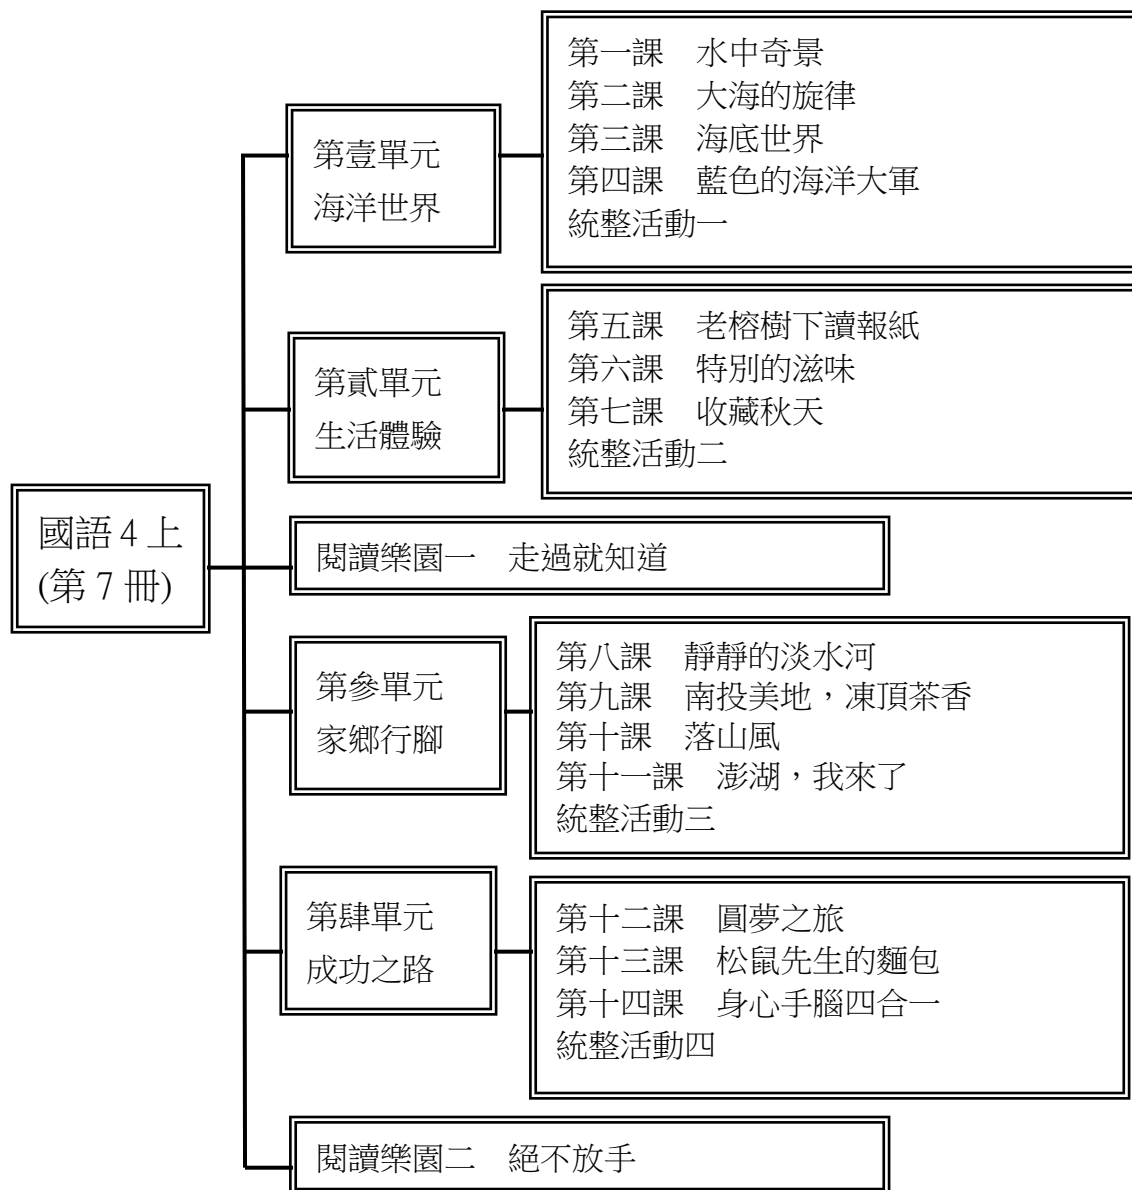 國語 4 上
(第 7 冊)
第壹單元
海洋世界
第一課　水中奇景
第二課　大海的旋律
第三課　海底世界
第四課　藍色的海洋大軍
統整活動一
第貳單元
生活體驗
第五課　老榕樹下讀報紙
第六課　特別的滋味
第七課　收藏秋天
統整活動二
閱讀樂園一　走過就知道
第參單元
家鄉行腳
第八課　靜靜的淡水河
第九課　南投美地，凍頂茶香
第十課　落山風
第十一課　澎湖，我來了
統整活動三
第肆單元
成功之路
第十二課　圓夢之旅
第十三課　松鼠先生的麵包
第十四課　身心手腦四合一
統整活動四
閱讀樂園二　絕不放手